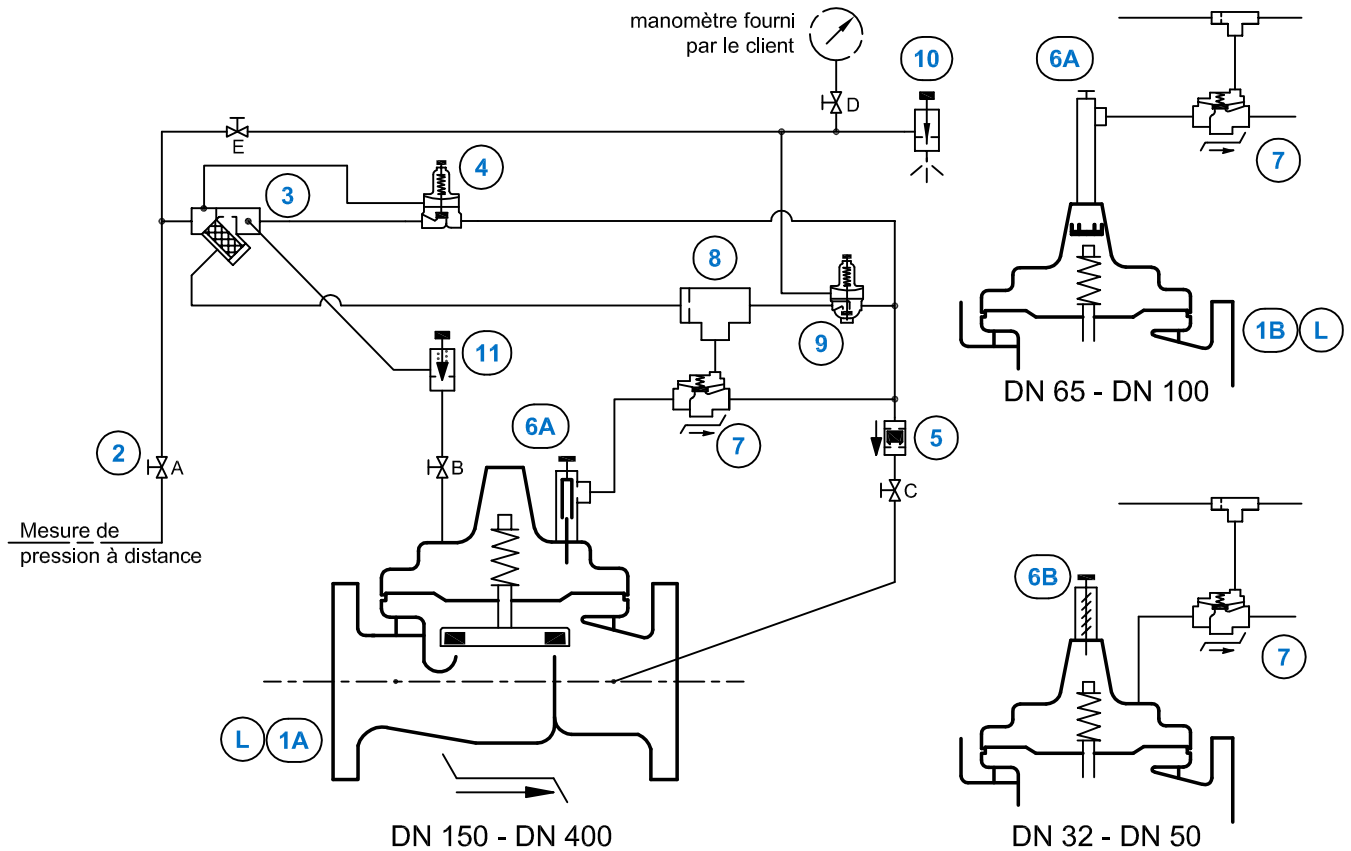 manomètre fourni
par le client
10
6A
D
E
7
4
3
8
1B
L
9
11
DN 65 - DN 100
6A
2
A
B
7
5
C
Mesure de
pression à distance
6B
7
L
1A
DN 150 - DN 400
DN 32 - DN 50